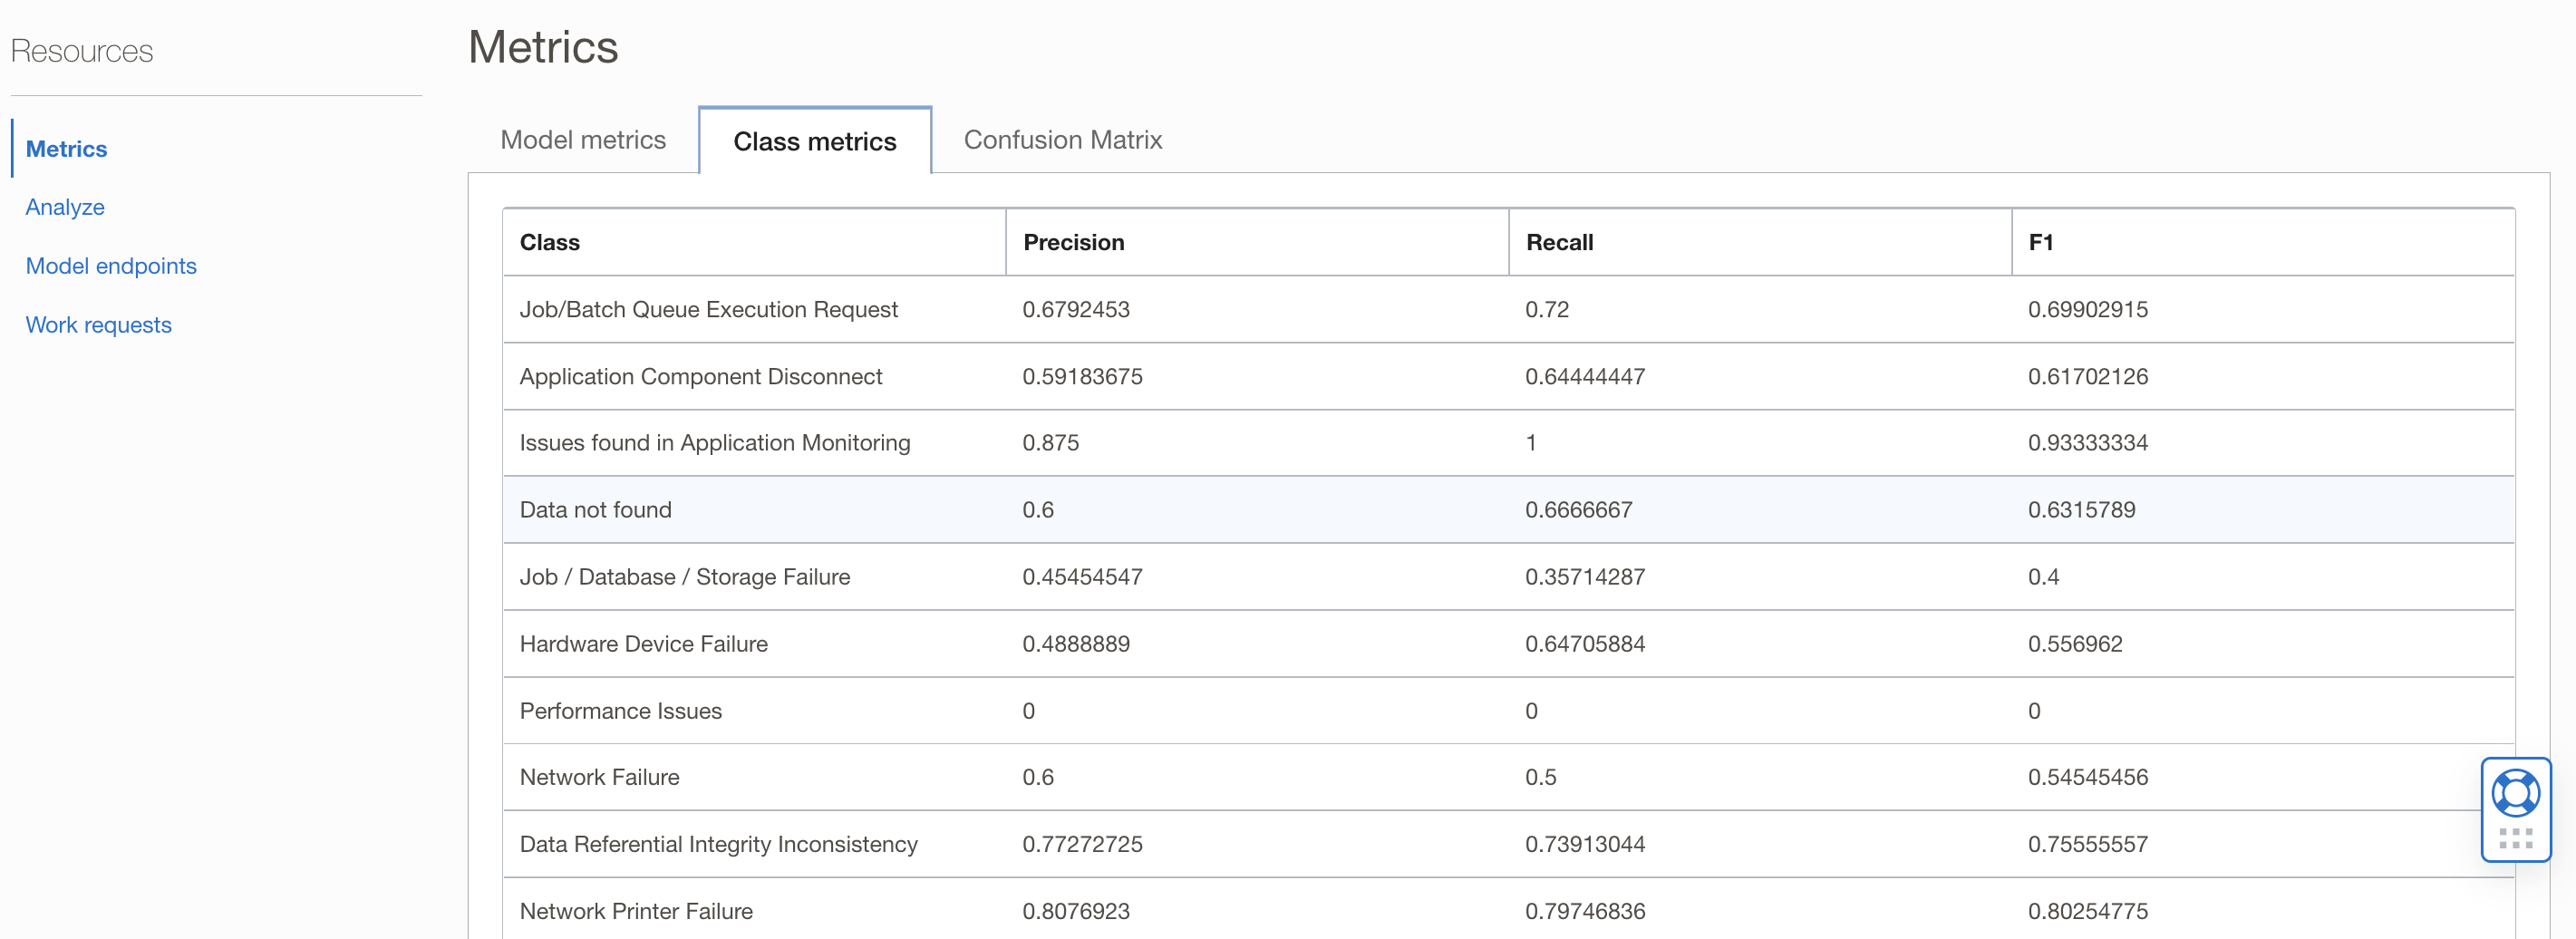 Resources
Metrics
Analyze
Model endpoints
Work requests
Metrics
Model metrics Class metrics Confusion Matrix
Class Precision Recall F1
Job/Batch Queue Execution Request 0.6792453 0.72 0.69902915
Application Component Disconnect 0.59183675 0.64444447 0.61702126
Issues found in Application Monitoring 0.875 1 0.93333334
Data not found 0.6 0.6666667 0.6315789
Job / Database / Storage Failure 0.45454547 0.35714287 0.4
Hardware Device Failure 0.4888889 0.64705884 0.556962
Performance Issues 0 0 0
Network Failure 0.6 0.5 0.54545456
Data Referential Integrity Inconsistency 0.77272725 0.73913044 0.75555557
Network Printer Failure 0.8076923 0.79746836 0.80254775